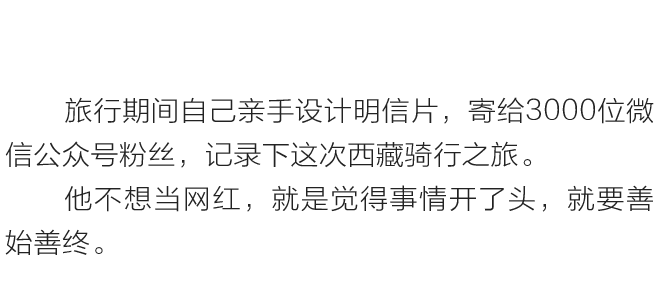 旅行期间自己亲手设计明信片，寄给3000位微
信公众号粉丝，记录下这次西藏骑行之旅。
他不想当网红，就是觉得事情开了头，就要善
始善终。